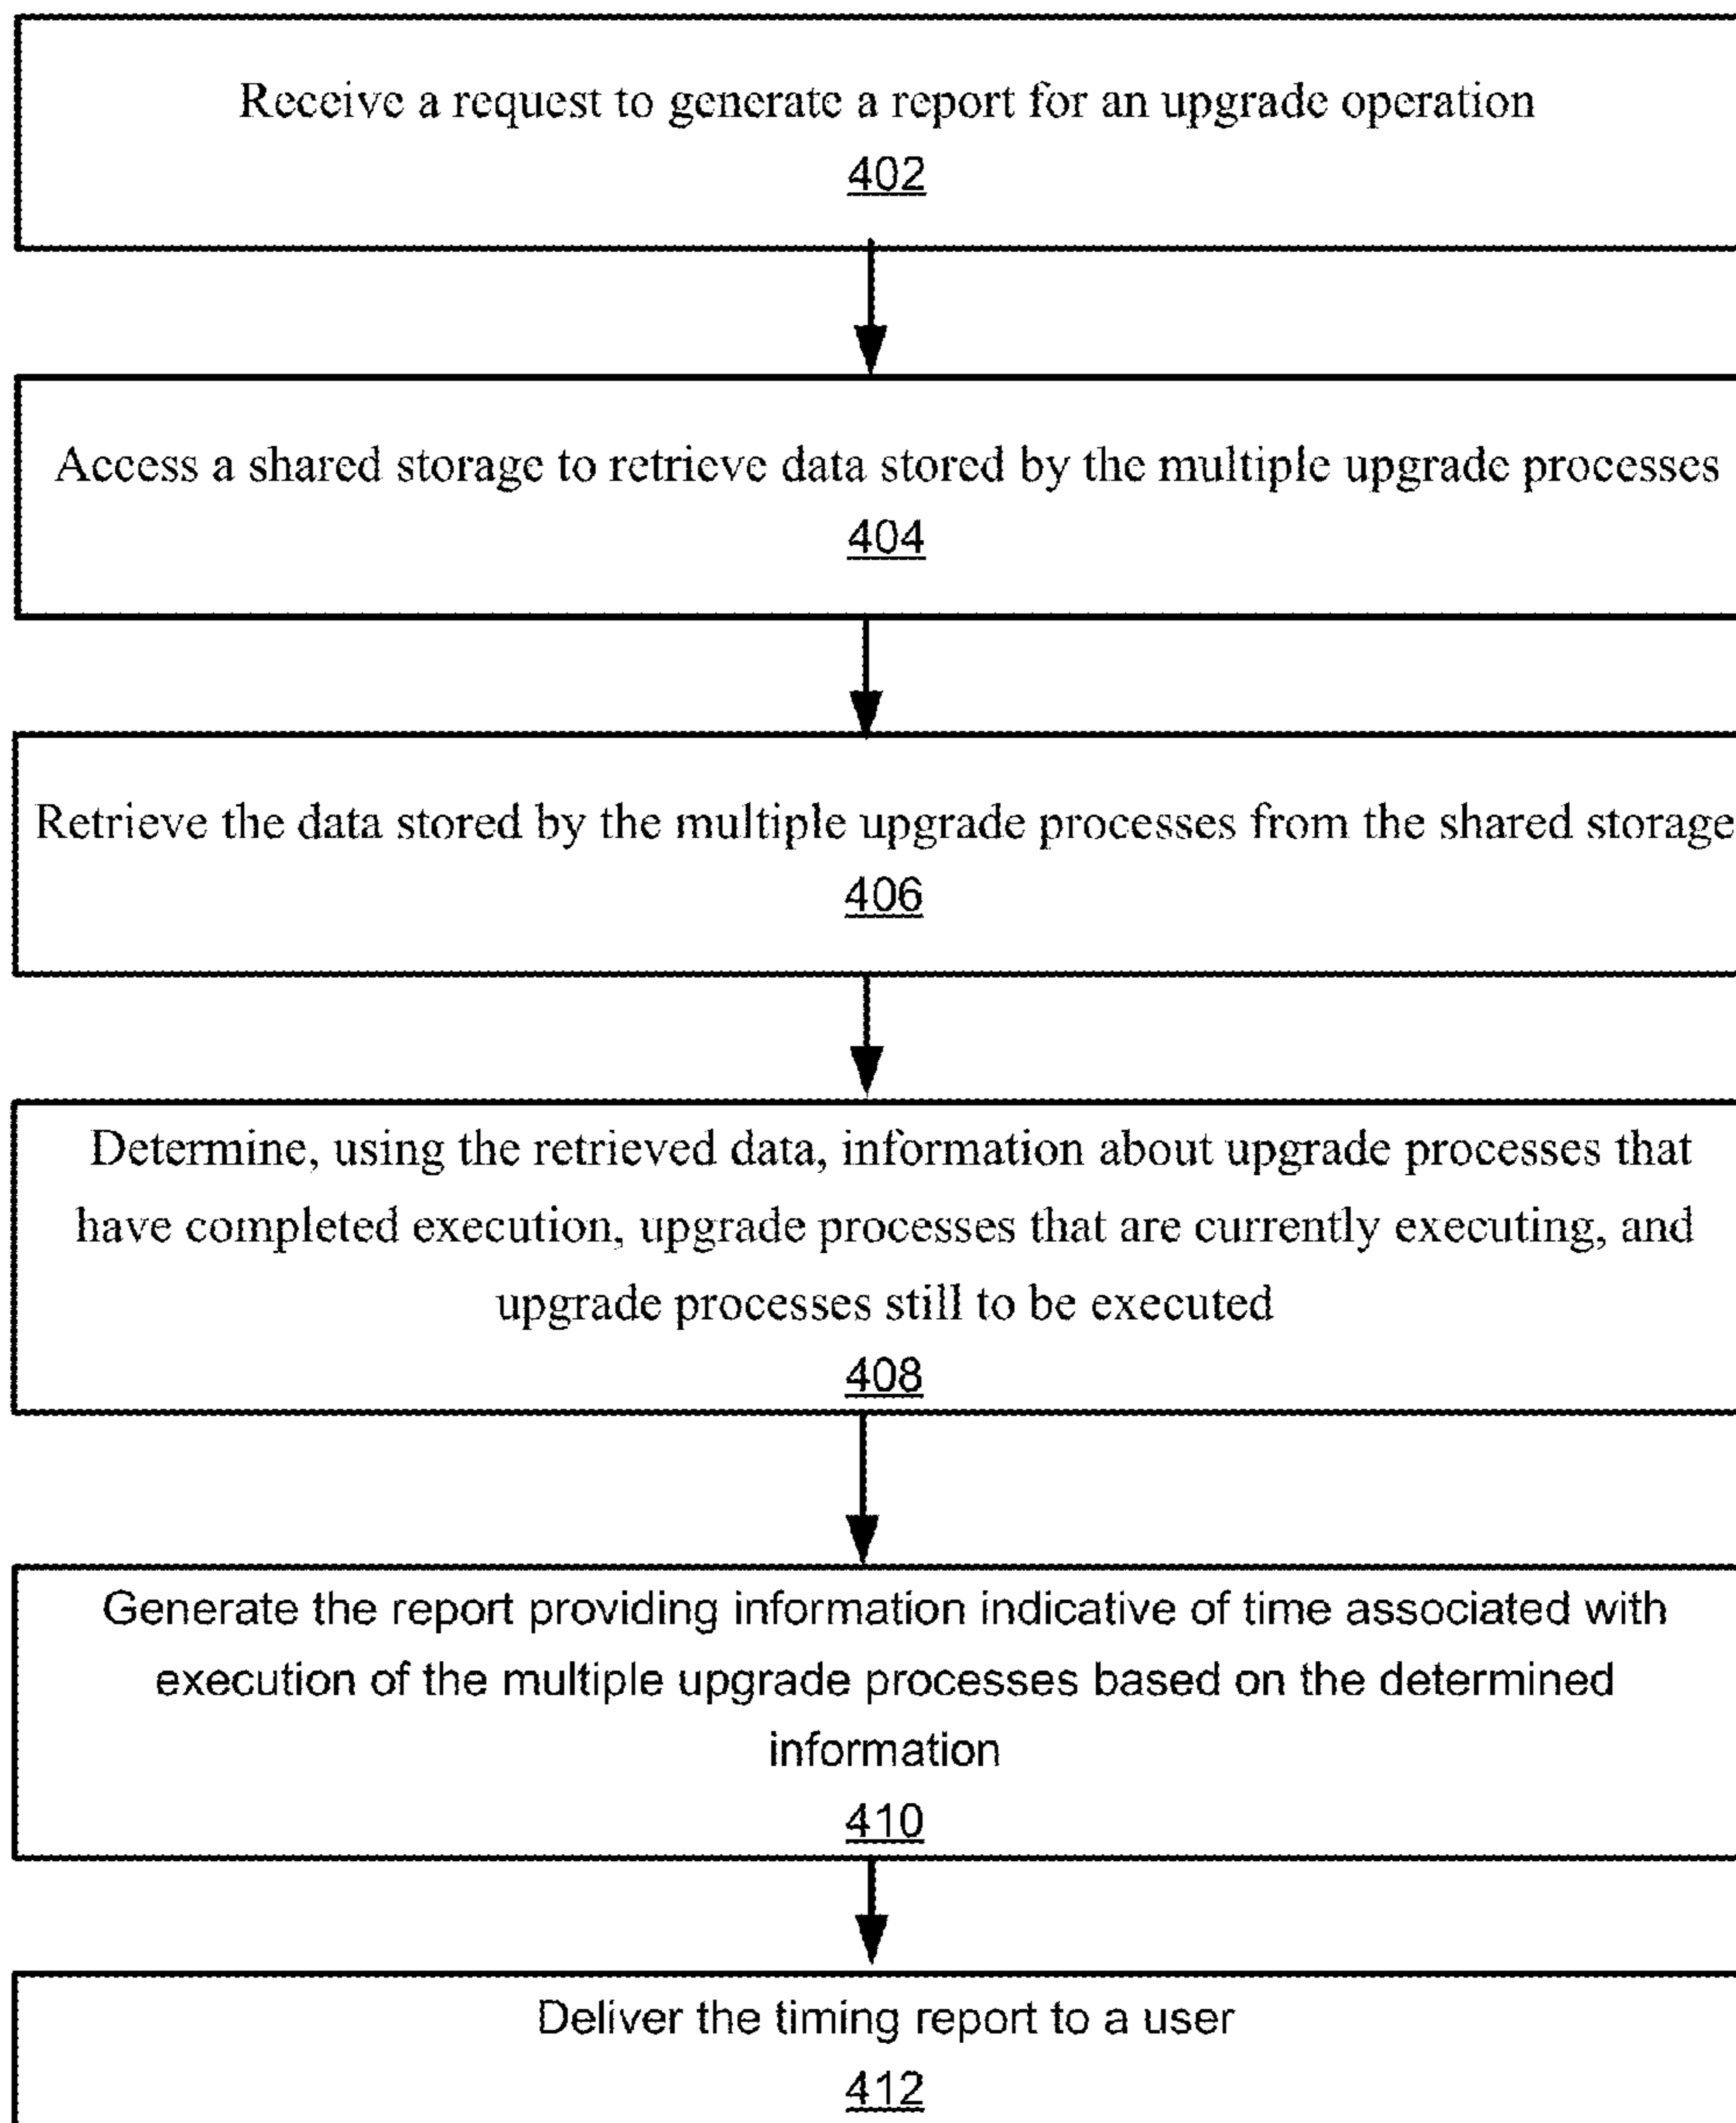 Receive a request to generate a report for an upgrade operation
402
Access a shared storage to retrieve data stored by the multiple upgrade processes
404
Retrieve the data stored by the multiple upgrade processes from the shared storage
406
Determine, using the retrieved data, information about upgrade processes that
have completed execution, upgrade processes that are currently executing, and
upgrade processes still to be executed
408
Generate the report providing information indicative of time associated with
execution of the multiple upgrade processes based on the determined
information
410
Deliver the timing report to a user
412